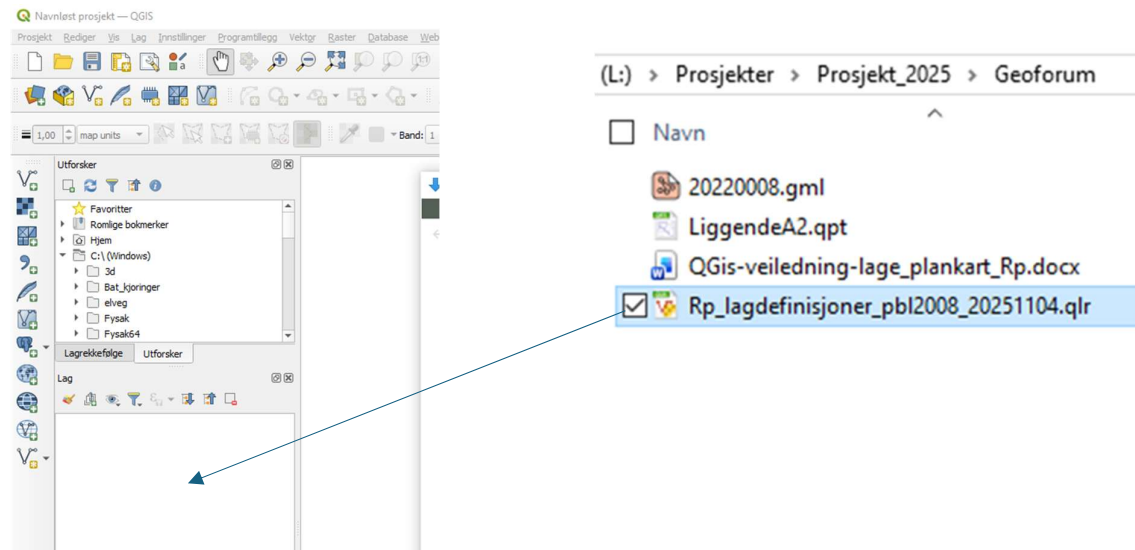 Navnløst prosjekt — QGIS
Prosjekt Rediger Vis Lag Innstillinger Programtillegg Vektor Raster Database Web
1,00 map units Band: 1
Utforsker
Favoritter
Romlige bokmerker
Hjem
C:\ (Windows)
3d
Bat_kjoringer
elveg
Fysak
Fysak64
Lagrekkefølge Utforsker
Lag
(L:) > Prosjekter > Prosjekt_2025 > Geoforum
Navn
20220008.gml
LiggendeA2.qpt
QGis-veiledning-lage_plankart_Rp.docx
Rp_lagdefinisjoner_pbl2008_20251104.qlr